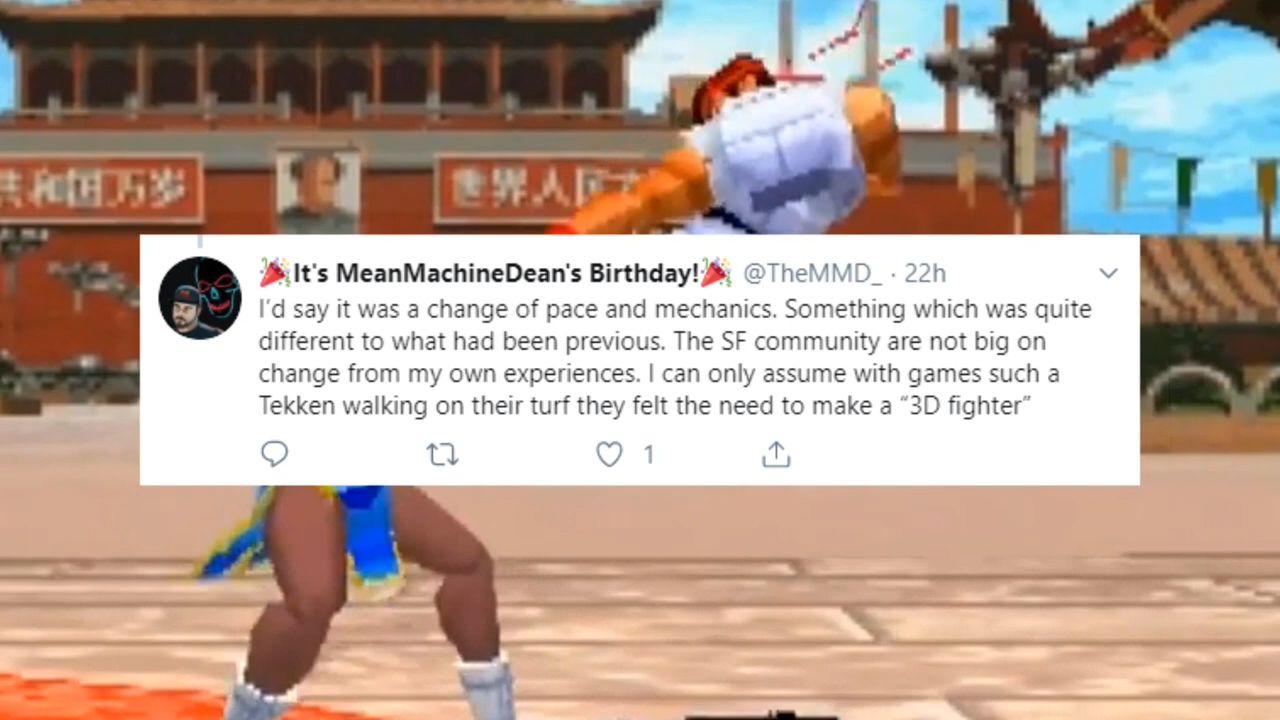 共和国万岁
世界人民
🎉It's MeanMachineDean's Birthday!🎉 @TheMMD_ · 22h
I'd say it was a change of pace and mechanics. Something which was quite
different to what had been previous. The SF community are not big on
change from my own experiences. I can only assume with games such a
Tekken walking on their turf they felt the need to make a “3D fighter”
1